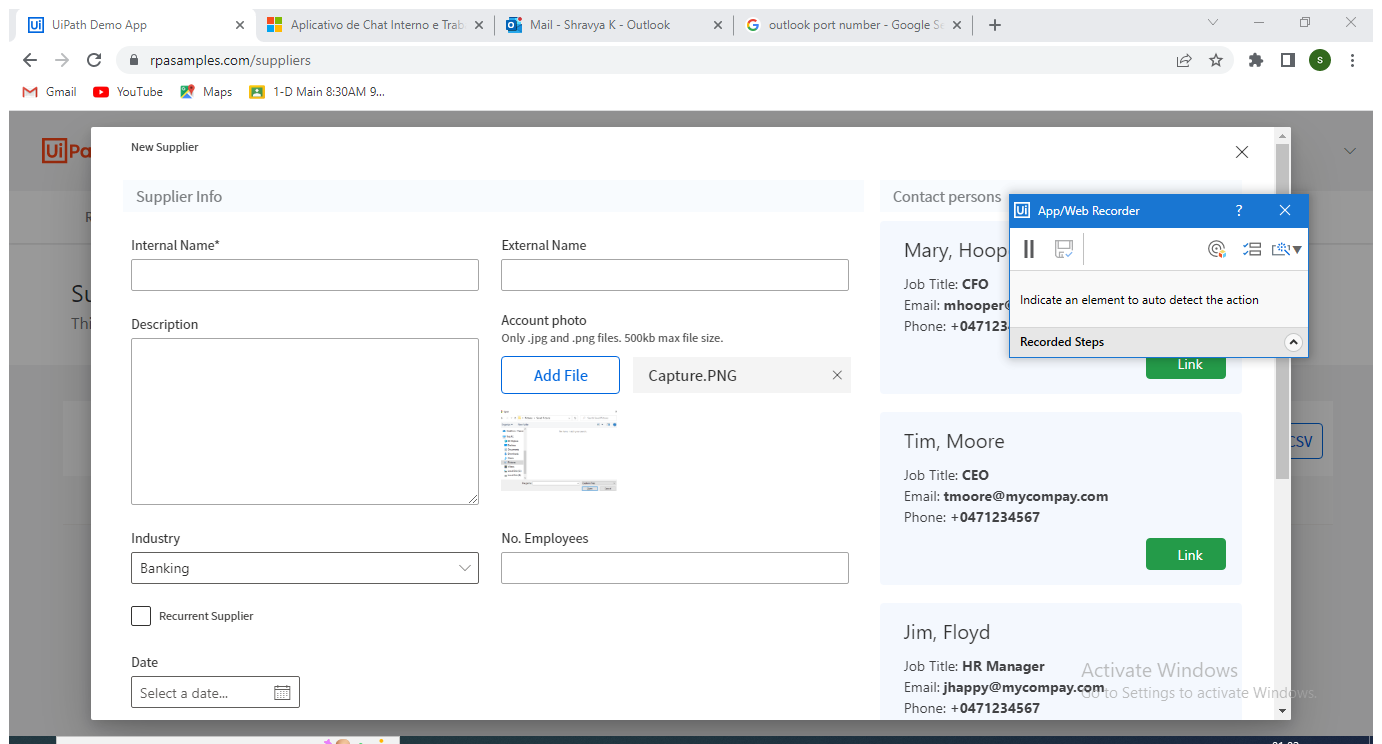 UiPath Demo App
Aplicativo de Chat Interno e Trab
Mail - Shravya K - Outlook
outlook port number - Google Se
rpasamples.com/suppliers
S
Gmail
YouTube
Maps
1-D Main 8:30AM 9...
Ui Pa
New Supplier
Supplier Info
Contact persons
Ui App/Web Recorder
?
Indicate an element to auto detect the action
Recorded Steps
Internal Name*
External Name
Mary, Hoop
Job Title: CFO
Email: mhooper@
Phone: +047123
Link
Su
Thi
Description
Account photo
Only .jpg and .png files. 500kb max file size.
Add File
Capture.PNG
Tim, Moore
Job Title: CEO
Email: tmoore@mycompay.com
Phone: +0471234567
Link
CSV
Industry
Banking
No. Employees
Recurrent Supplier
Jim, Floyd
Job Title: HR Manager
Email: jhappy@mycompay.com
Phone: +0471234567
Date
Select a date...
Activate Windows
Go to Settings to activate Windows.